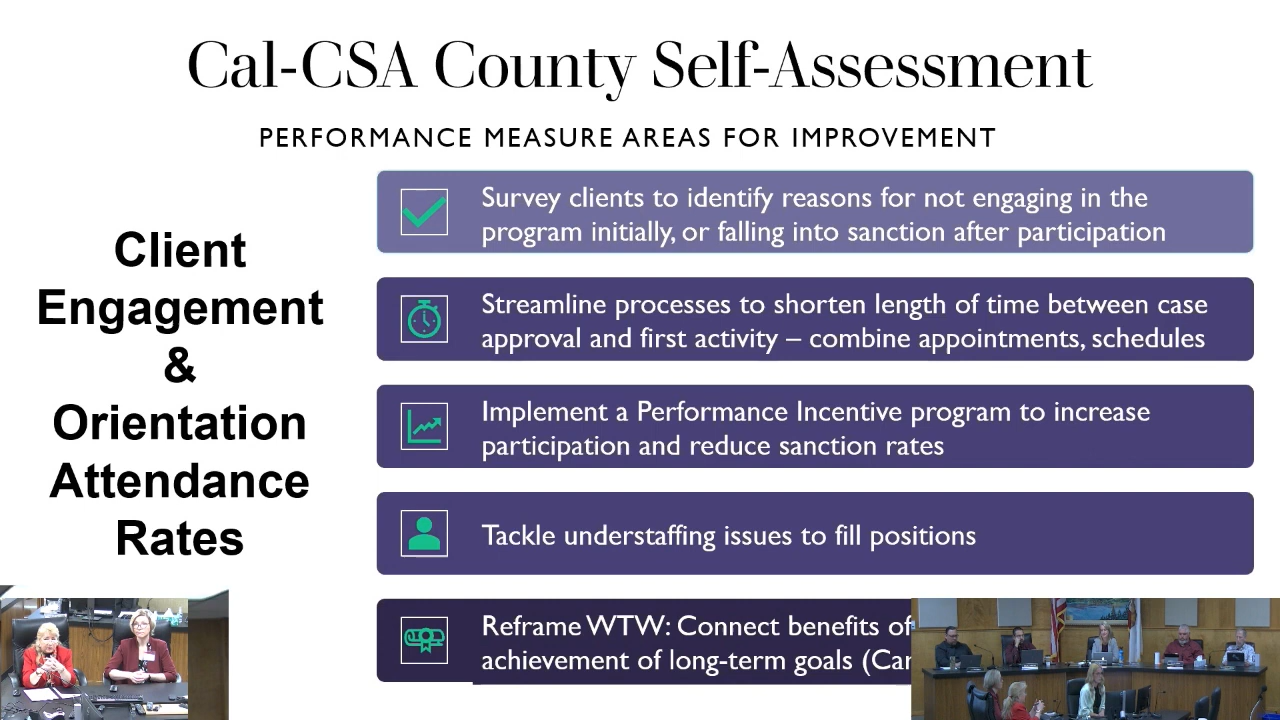 Cal-CSA County Self-Assessment
PERFORMANCE MEASURE AREAS FOR IMPROVEMENT
Client
Engagement
&
Orientation
Attendance
Rates
Survey clients to identify reasons for not engaging in the
program initially, or falling into sanction after participation
Streamline processes to shorten length of time between case
approval and first activity – combine appointments, schedules
Implement a Performance Incentive program to increase
participation and reduce sanction rates
Tackle understaffing issues to fill positions
Reframe WTW: Connect benefits of
achievement of long-term goals